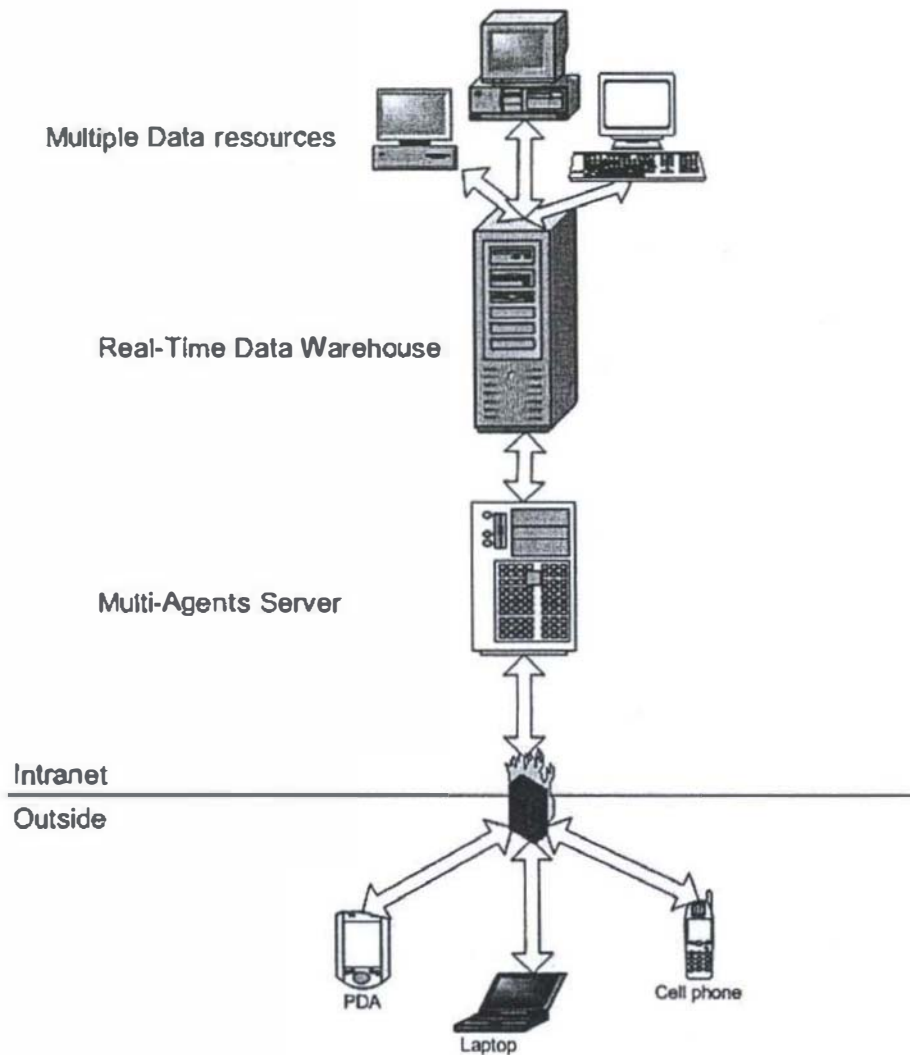 Multiple Data resources
Real-Time Data Warehouse
Multi-Agents Server
Intranet
Outside
PDA
Cell phone
Laptop